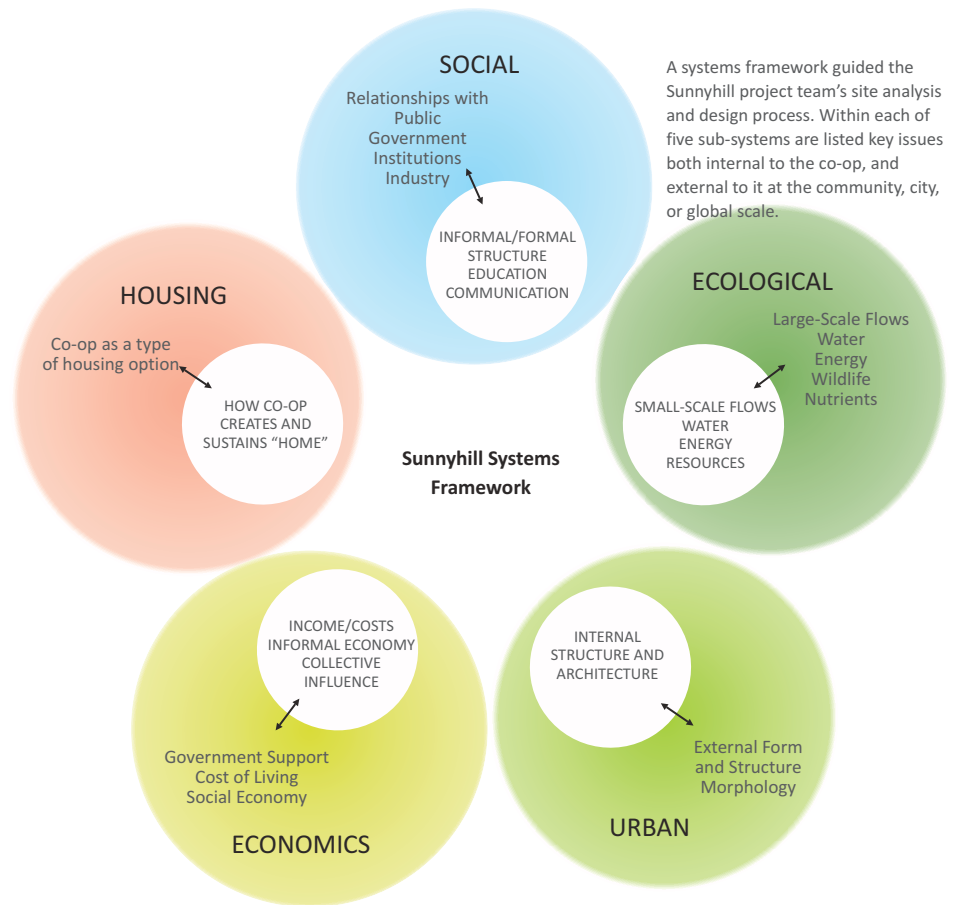 SOCIAL
Relationships with
Public
Government
Institutions
Industry
INFORMAL/FORMAL
STRUCTURE
EDUCATION
COMMUNICATION
A systems framework guided the
Sunnyhill project team’s site analysis
and design process. Within each of
five sub-systems are listed key issues
both internal to the co-op, and
external to it at the community, city,
or global scale.
ECOLOGICAL
Large-Scale Flows
Water
Energy
Wildlife
Nutrients
SMALL-SCALE FLOWS
WATER
ENERGY
RESOURCES
HOUSING
Co-op as a type
of housing option
HOW CO-OP
CREATES AND
SUSTAINS “HOME”
Sunnyhill Systems
Framework
INCOME/COSTS
INFORMAL ECONOMY
COLLECTIVE
INFLUENCE
Government Support
Cost of Living
Social Economy
ECONOMICS
INTERNAL
STRUCTURE AND
ARCHITECTURE
External Form
and Structure
Morphology
URBAN